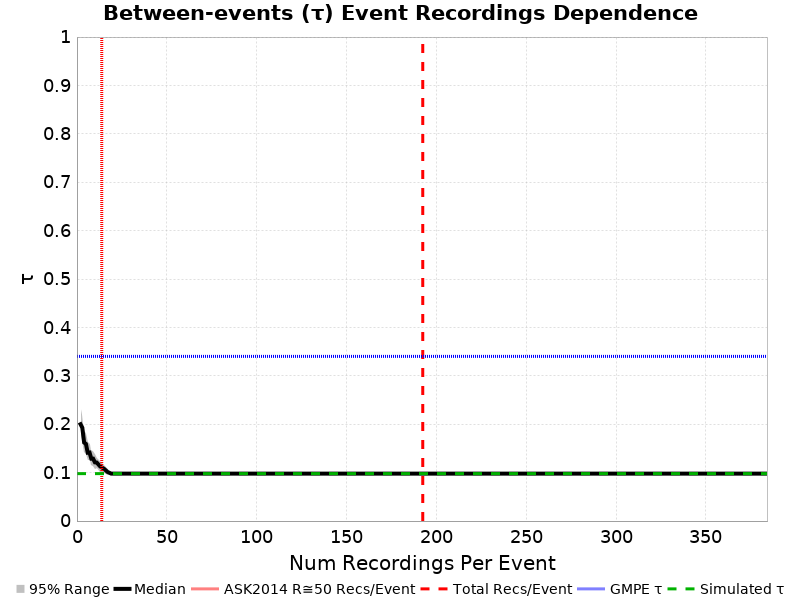 Between-events (τ) Event Recordings Dependence
1
0.9
0.8
0.7
0.6
0.5
0.4
0.3
0.2
0.1
0
τ
0 50 100 150 200 250 300 350
Num Recordings Per Event
95% Range Median ASK2014 R≅50 Recs/Event Total Recs/Event GMPE τ Simulated τ